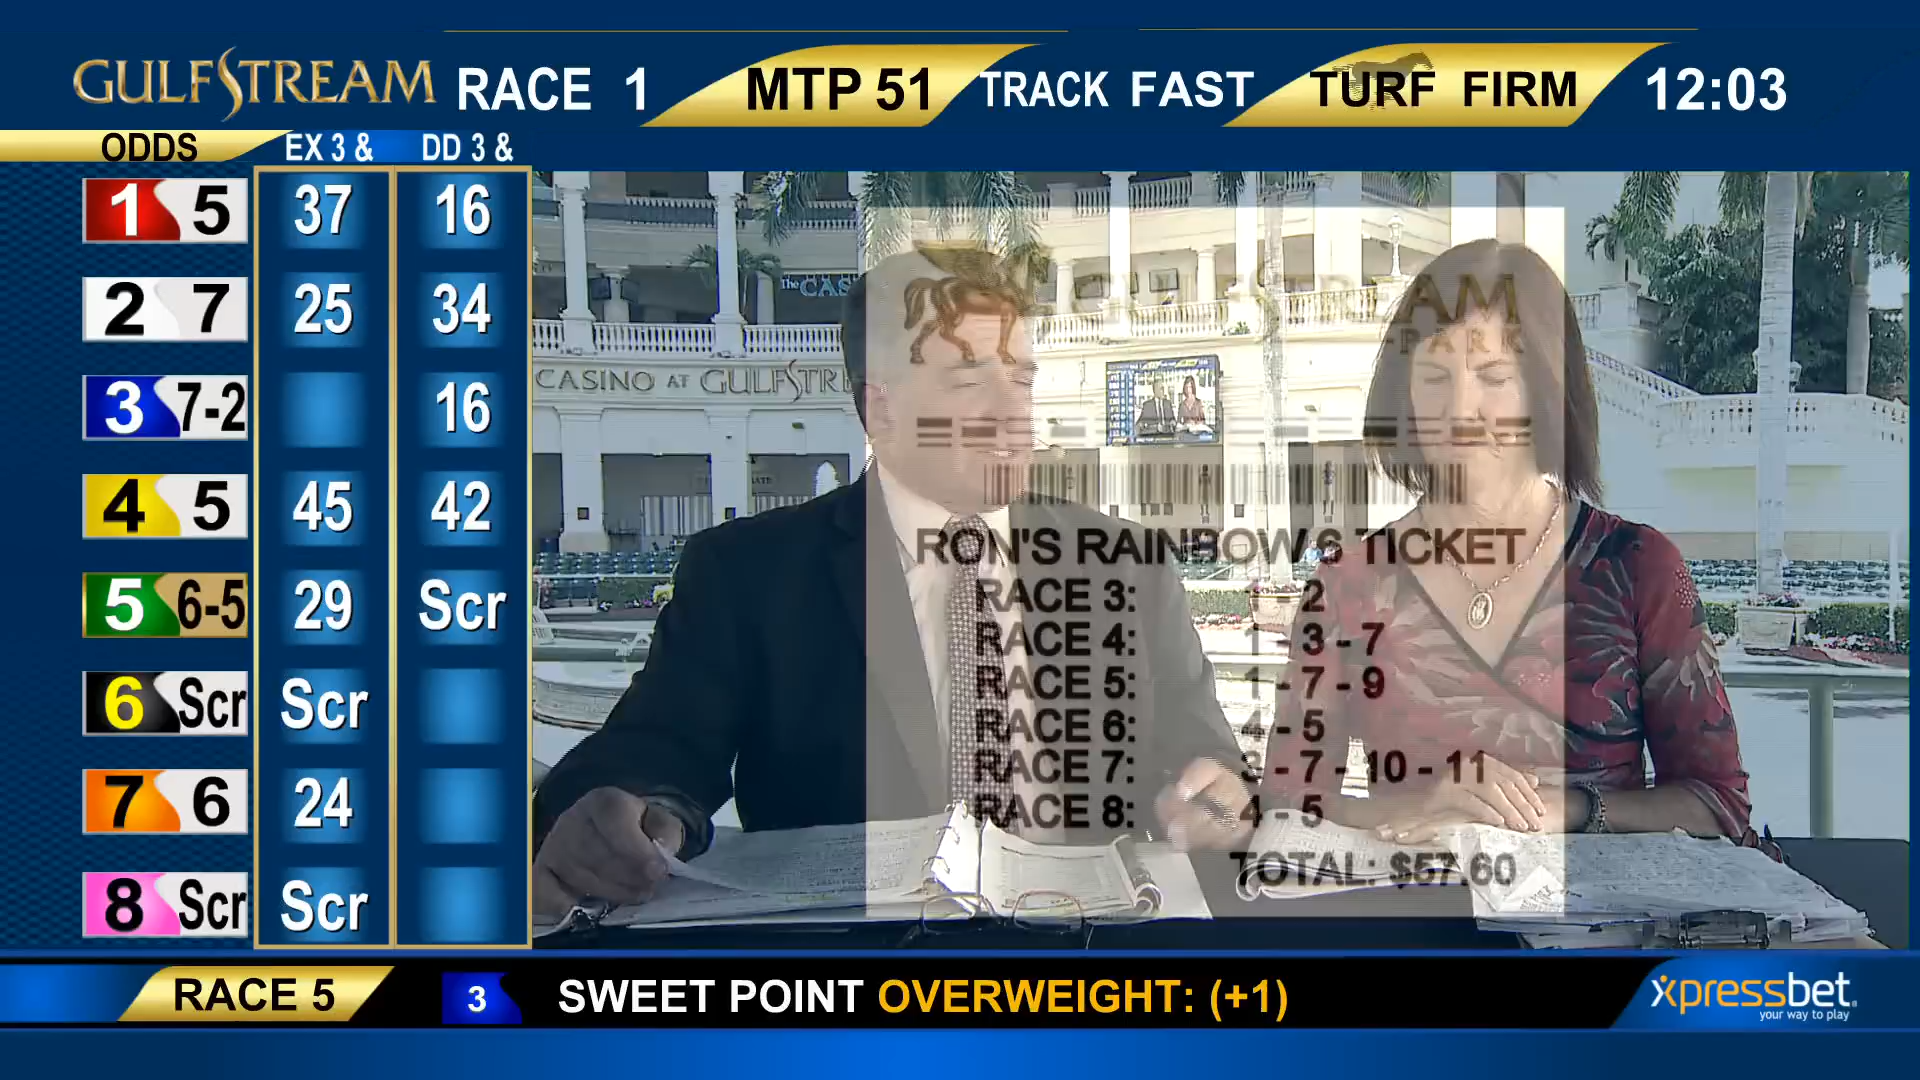 GULFSTREAM RACE 1 MTP 51 TRACK FAST TURF FIRM 12:03
ODDS EX 3 & DD 3 &
1 5 37 16
2 7 25 34
3 7-2 16
4 5 45 42
5 6-5 29 Scr
6 Scr Scr
7 6 24
8 Scr Scr
The CAS
CASINO AT GULFSTRE
GULFSTREAM
PARK
RON'S RAINBOW 6 TICKET
RACE 3: 1 - 2
RACE 4: 1 - 3 - 7
RACE 5: 1 - 7 - 9
RACE 6: 4 - 5
RACE 7: 3 - 7 - 10 - 11
RACE 8: 4 - 5
TOTAL: $57.60
RACE 5 3 SWEET POINT OVERWEIGHT: (+1)
xpressbet
your way to play